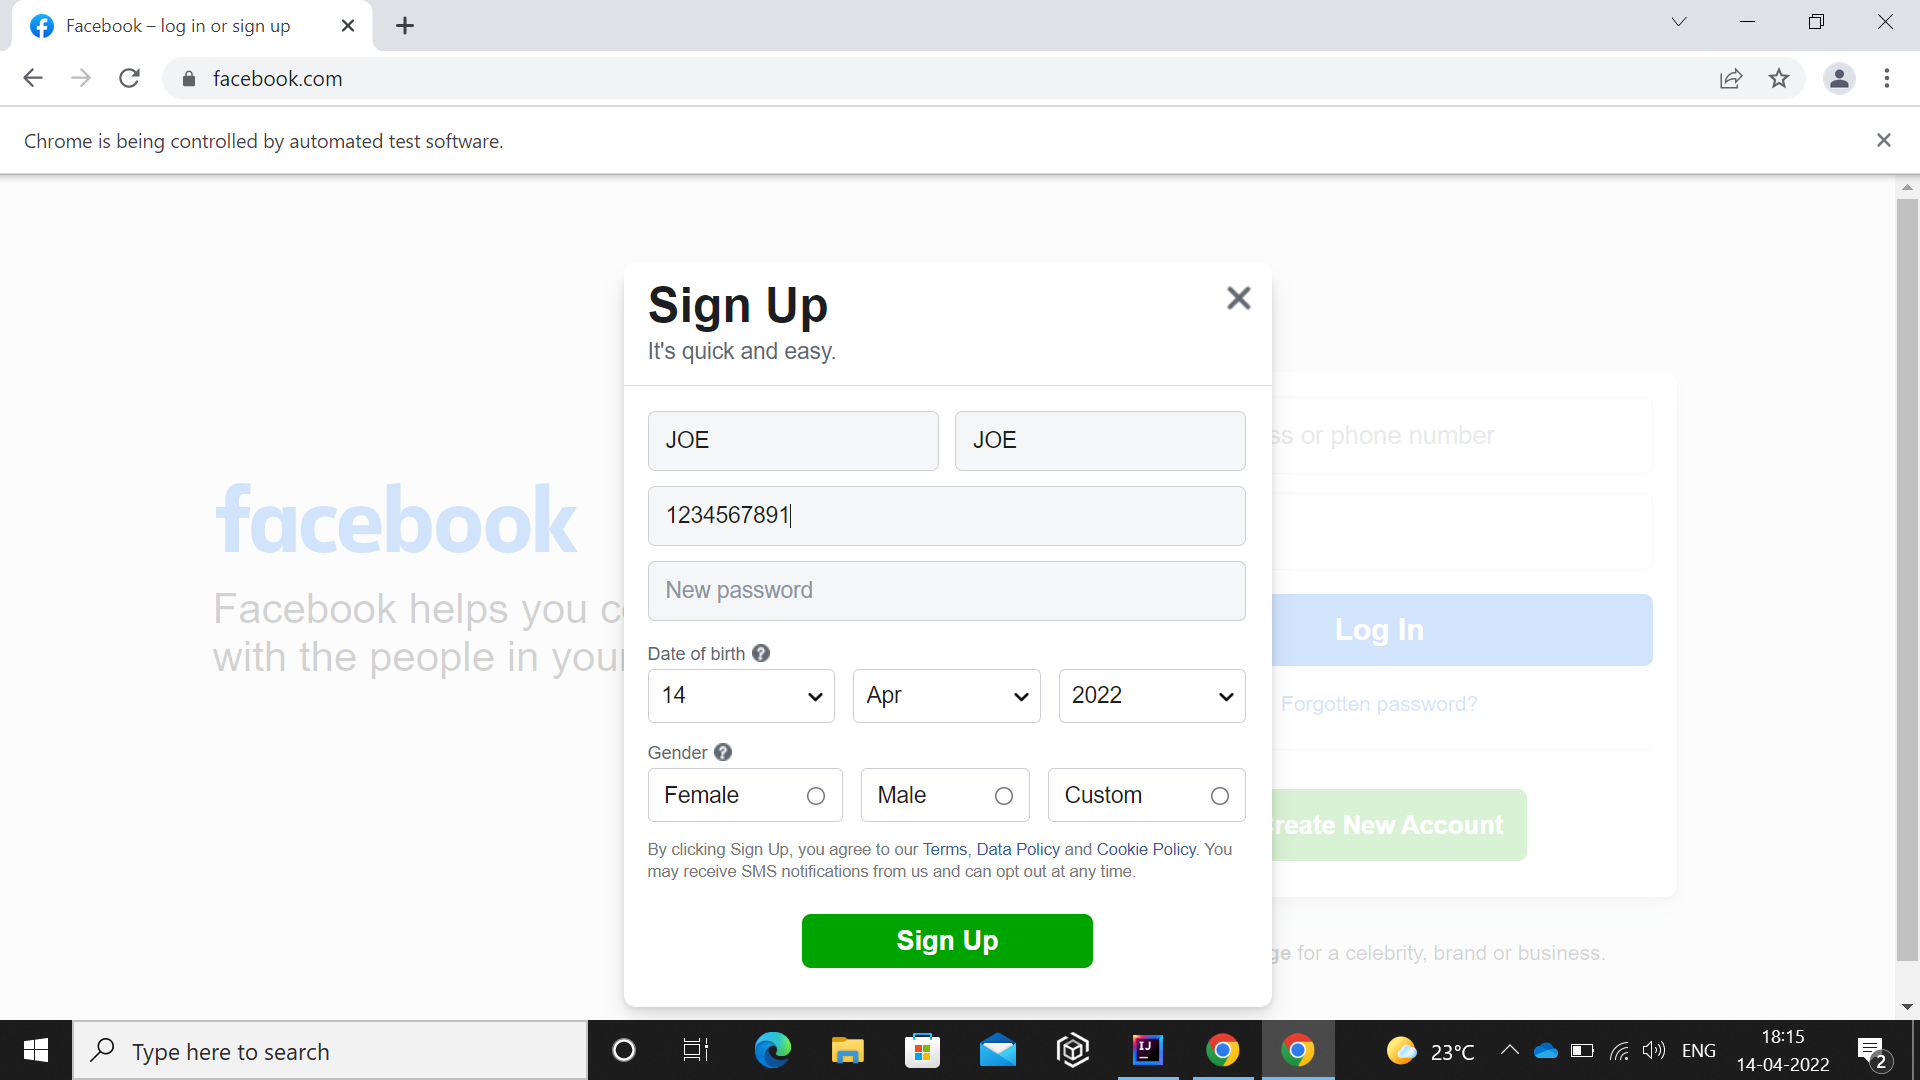 Facebook – log in or sign up
facebook.com
Chrome is being controlled by automated test software.
Sign Up
It's quick and easy.
JOE JOE
1234567891
New password
Date of birth
14 Apr 2022
Gender
Female Male Custom
By clicking Sign Up, you agree to our Terms, Data Policy and Cookie Policy. You
may receive SMS notifications from us and can opt out at any time.
Sign Up
facebook
Facebook helps you
with the people in
or phone number
Log In
Forgotten password?
New Account
for a celebrity, brand or business.
Type here to search
IJ
23°C
ENG
18:15
14-04-2022
2